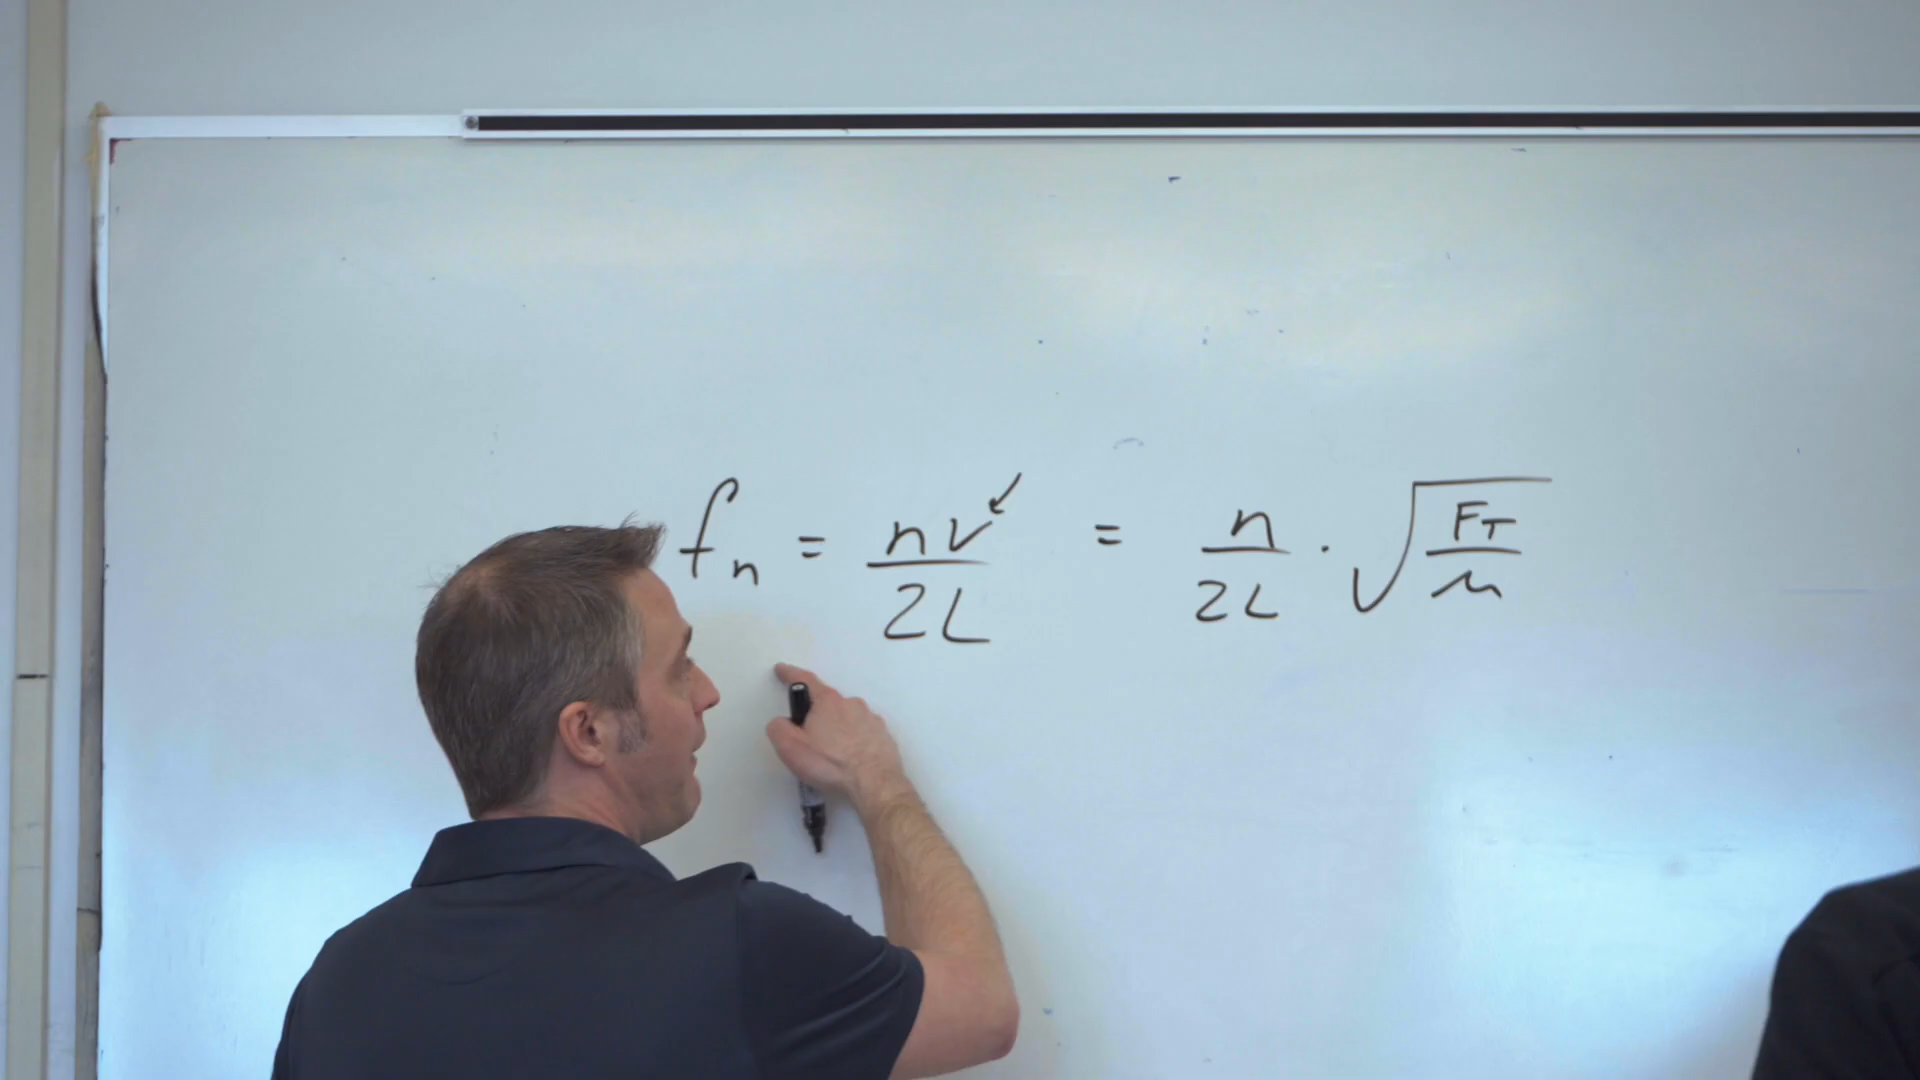 fn = nv/2L = n/2L · √(FT/μ)